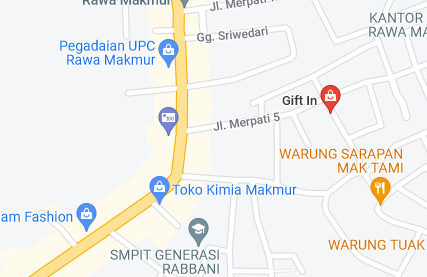 Rawa Makmur
Jl. Merpati
KANTOR
RAWA MA
Gg. Sriwedari
Pegadaian UPC
Rawa Makmur
Gift In
Jl. Merpati 5
WARUNG SARAPAN
MAK TAMI
Toko Kimia Makmur
am Fashion
SMPIT GENERASI
RABBANI
WARUNG TUAK